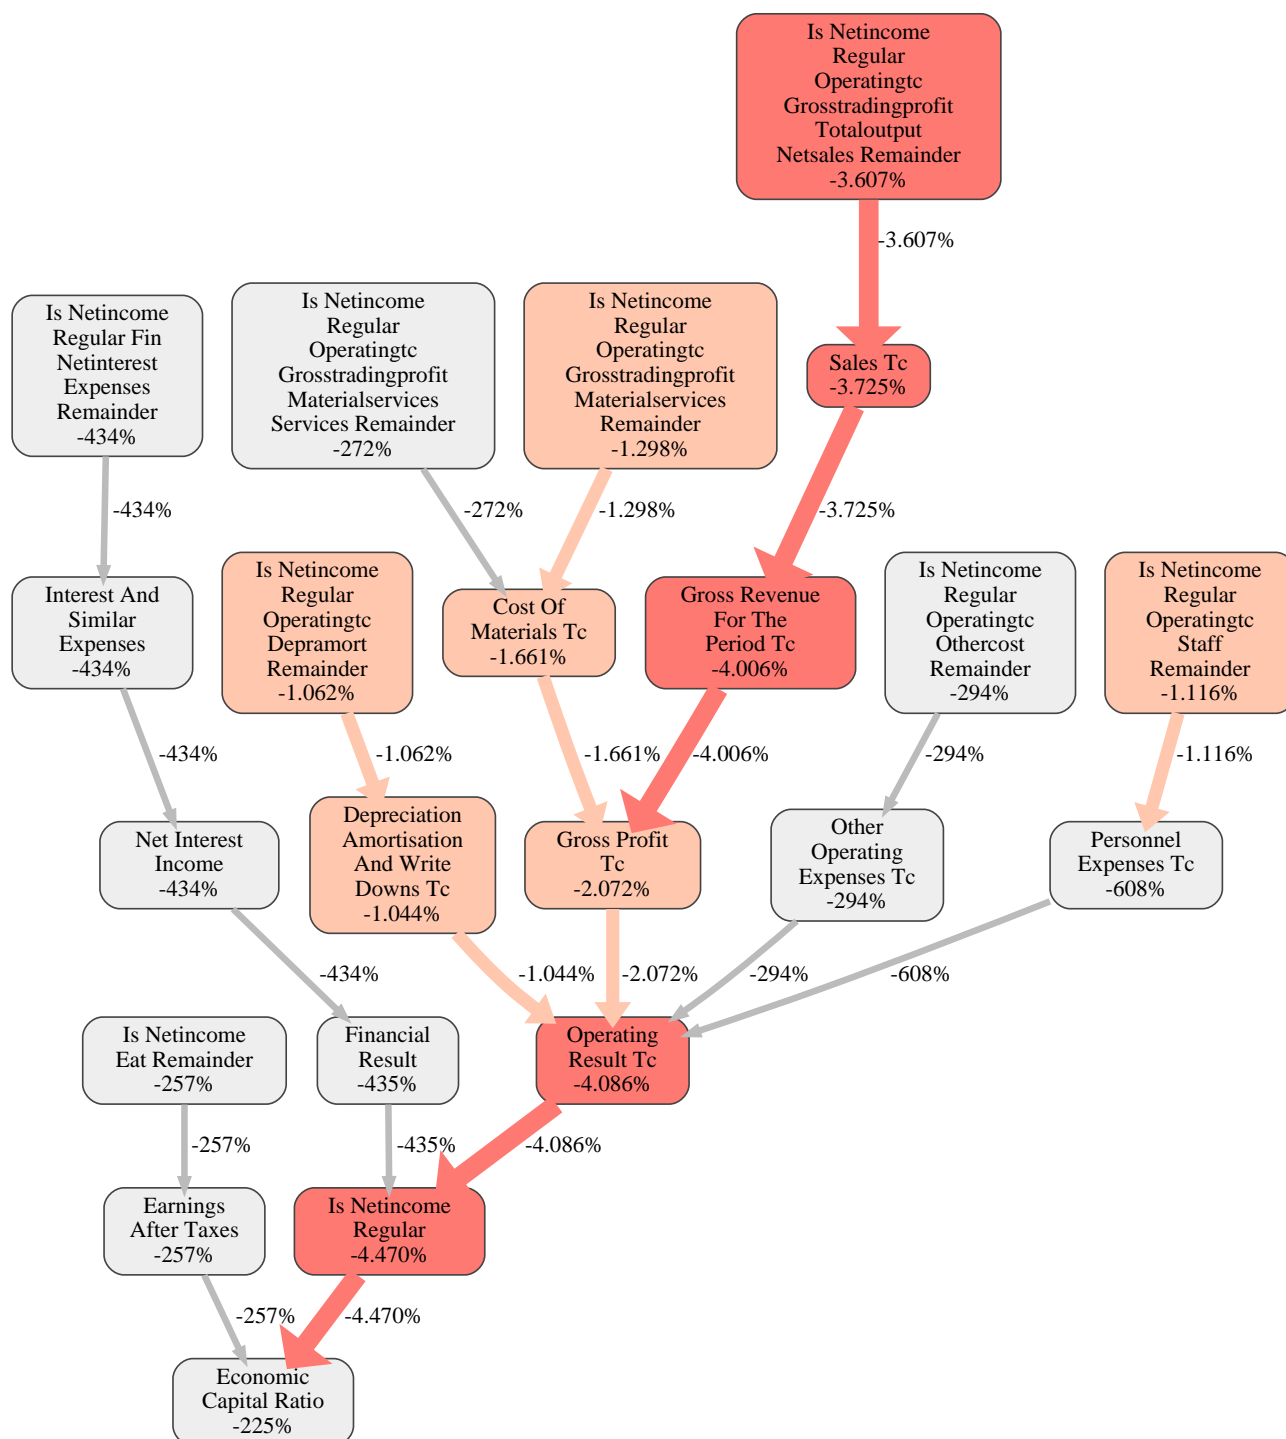 Is Netincome
Regular
Operatingtc
Grosstradingprofit
Totaloutput
Netsales Remainder
-3.607%
-3.607%
Is Netincome
Regular Fin
Netinterest
Expenses
Remainder
-434%
Is Netincome
Regular
Operatingtc
Grosstradingprofit
Materialservices
Services Remainder
-272%
Is Netincome
Regular
Operatingtc
Grosstradingprofit
Materialservices
Remainder
-1.298%
Sales Tc
-3.725%
-434%
-272%
-1.298%
-3.725%
Interest And
Similar
Expenses
-434%
Is Netincome
Regular
Operatingtc
Depramort
Remainder
-1.062%
Cost Of
Materials Tc
-1.661%
Gross Revenue
For The
Period Tc
-4.006%
Is Netincome
Regular
Operatingtc
Othercost
Remainder
-294%
Is Netincome
Regular
Operatingtc
Staff
Remainder
-1.116%
-434%
-1.062%
-1.661%
-4.006%
-294%
-1.116%
Net Interest
Income
-434%
Depreciation
Amortisation
And Write
Downs Tc
-1.044%
Gross Profit
Tc
-2.072%
Other
Operating
Expenses Tc
-294%
Personnel
Expenses Tc
-608%
-434%
-1.044%
-2.072%
-294%
-608%
Is Netincome
Eat Remainder
-257%
Financial
Result
-435%
Operating
Result Tc
-4.086%
-257%
-435%
-4.086%
Earnings
After Taxes
-257%
Is Netincome
Regular
-4.470%
-257%
-4.470%
Economic
Capital Ratio
-225%